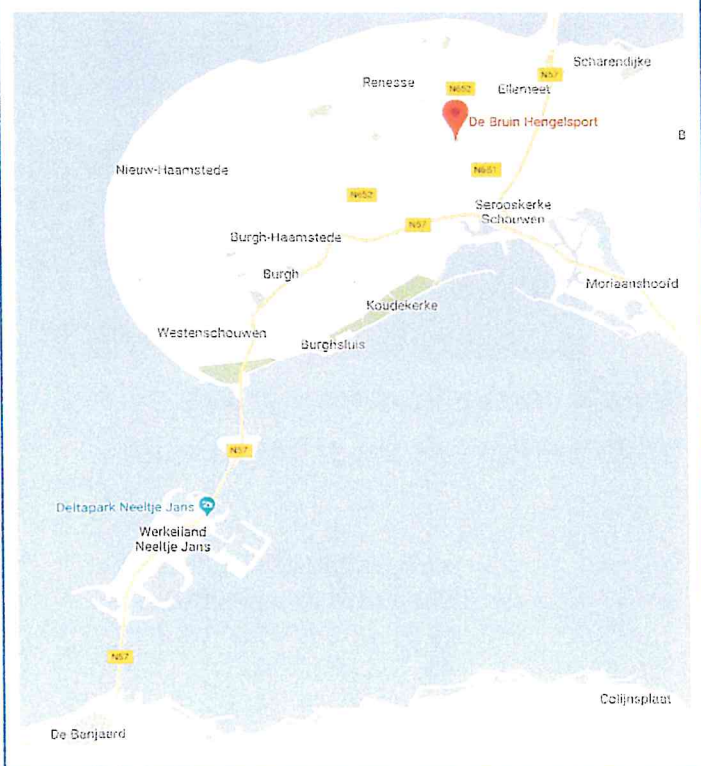 Scharendijke
N57
Renesse
N652
Ellemeet
De Bruin Hengelsport
B
Nieuw-Haamstede
N651
N652
Serooskerke
Schouwen
N57
Burgh-Haamstede
Burgh
Moriaanshoofd
Koudekerke
Westenschouwen
Burghsluis
N57
Deltapark Neeltje Jans
Werkeiland
Neeltje Jans
N57
Colijnsplaat
De Banjaard